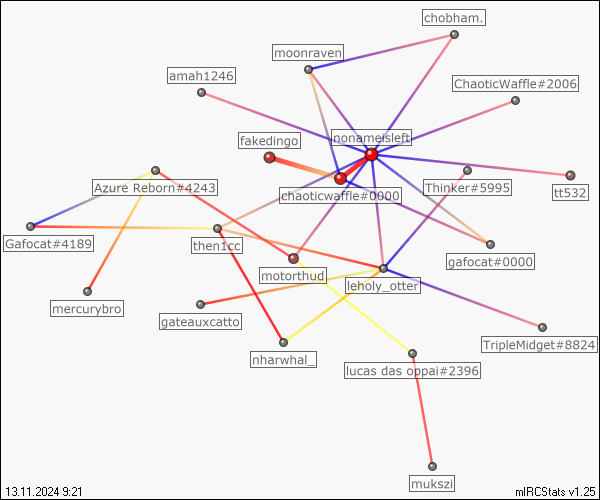 chobham.
moonraven
amah1246
ChaoticWaffle#2006
nonameisleft
fakedingo
Azure Reborn#4243
chaoticwaffle#0000
Thinker#5995
tt532
Gafocat#4189
then1cc
gafocat#0000
motorthud
leholy_otter
mercurybro
gateauxcatto
TripleMidget#8824
nharwhal_
lucas das oppai#2396
mukszi
13.11.2024 9:21
mIRCStats v1.25